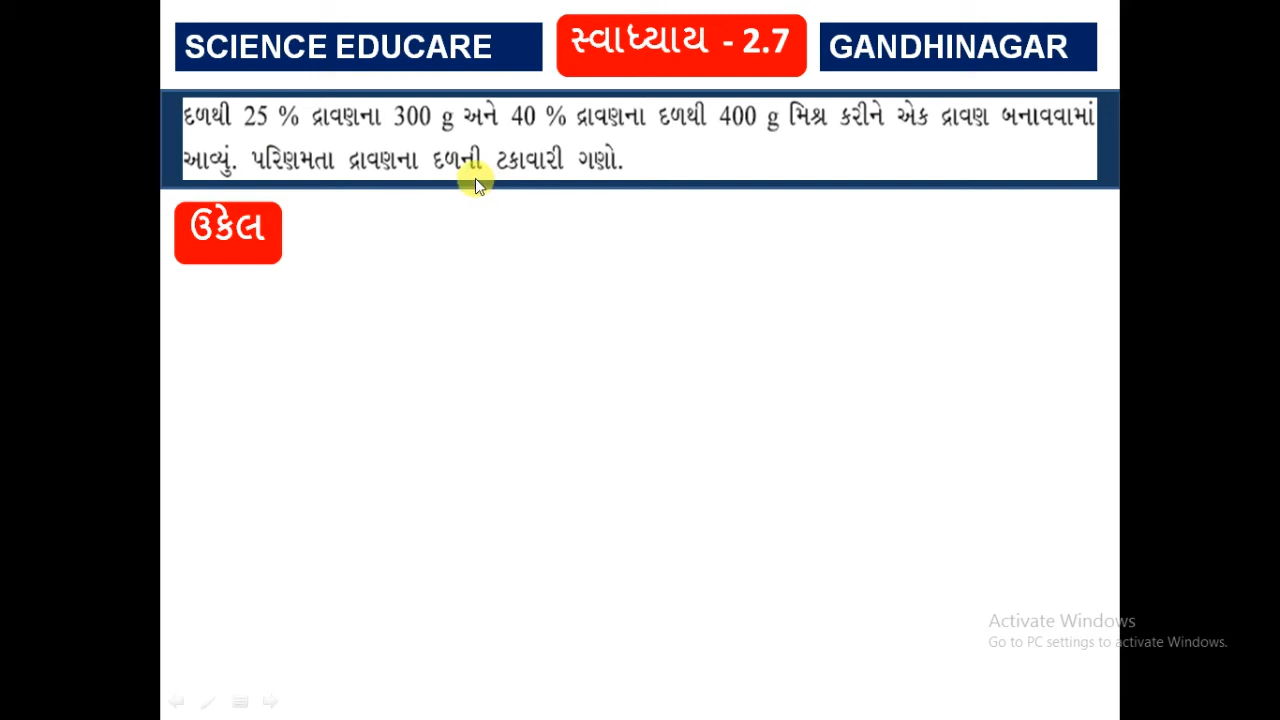 SCIENCE EDUCARE
સ્વાધ્યાય - 2.7
GANDHINAGAR
દળથી 25 % દ્રાવણના 300 g અને 40 % દ્રાવણના દળથી 400 g મિશ્ર કરીને એક દ્રાવણ બનાવવામાં
આવ્યું. પરિણમતા દ્રાવણના દળની ટકાવારી ગણો.
ઉકેલ
Activate Windows
Go to PC settings to activate Windows.